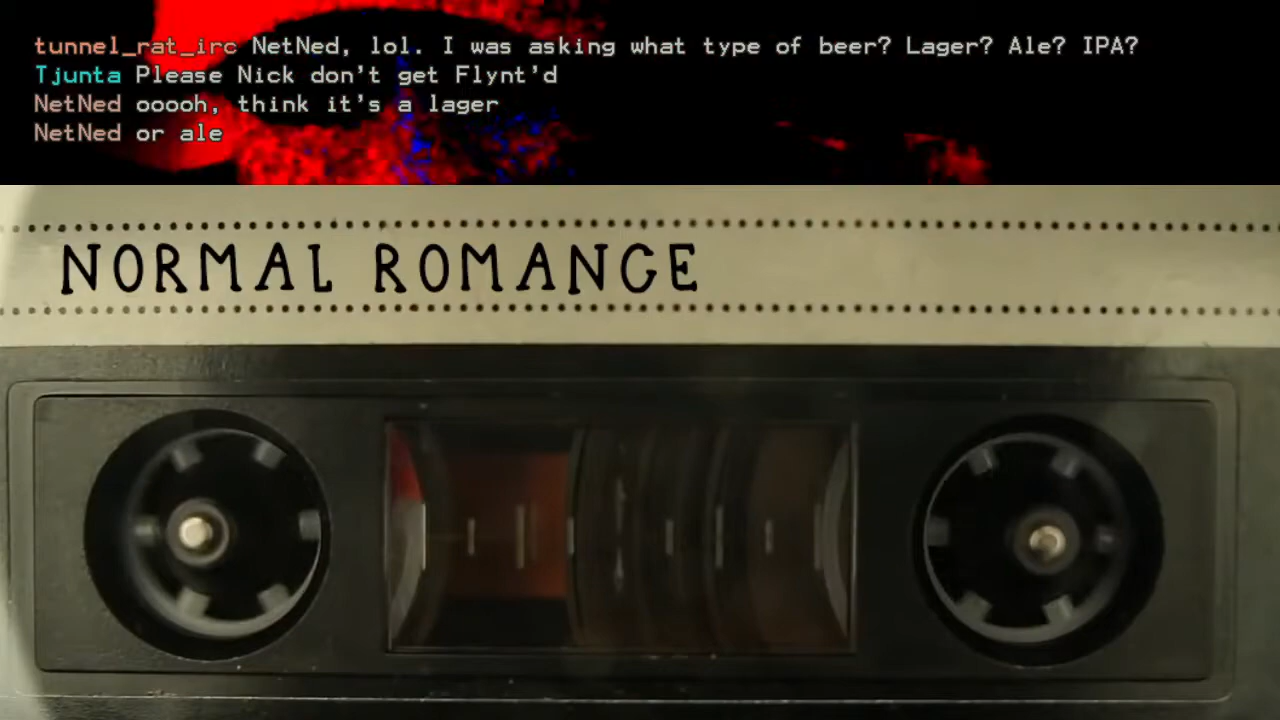 tunnel_rat_irc NetNed, lol. I was asking what type of beer? Lager? Ale? IPA?
Tjunta Please Nick don't get Flynt'd
NetNed ooooh, think it's a lager
NetNed or ale
NORMAL ROMANCE